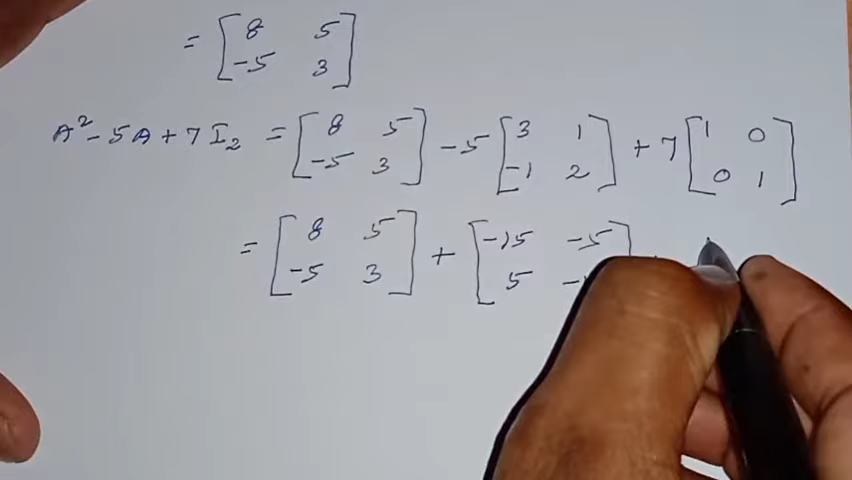 = [8 5
-5 3]
A² - 5A + 7I₂ = [8 5
-5 3] - 5 [3 1
-1 2] + 7 [1 0
0 1]
= [8 5
-5 3] + [-15 -5
5 -